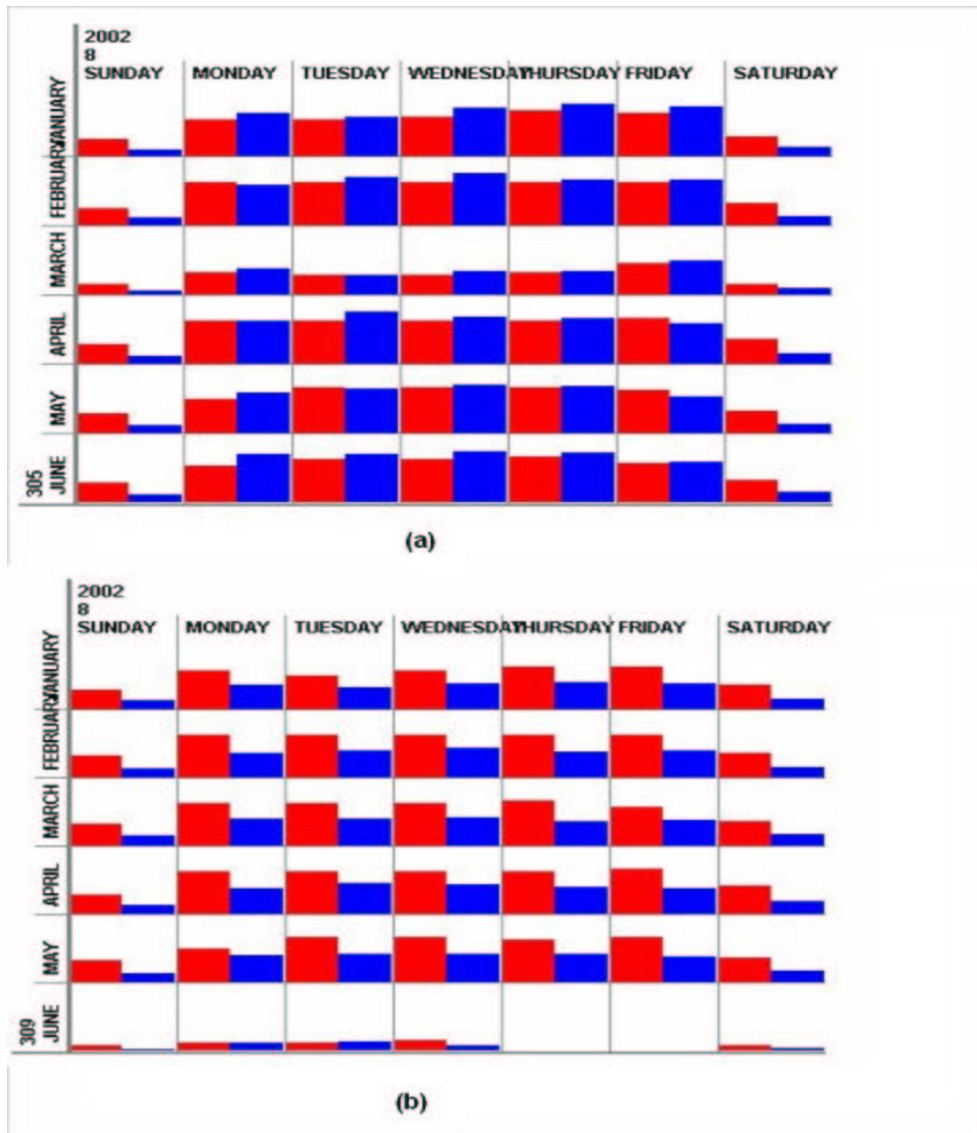 2002
8
SUNDAY MONDAY TUESDAY WEDNESDAY THURSDAY FRIDAY SATURDAY
JANUARY
FEBRUARY
MARCH
APRIL
MAY
305 JUNE
(a)
2002
8
SUNDAY MONDAY TUESDAY WEDNESDAY THURSDAY FRIDAY SATURDAY
JANUARY
FEBRUARY
MARCH
APRIL
MAY
309 JUNE
(b)